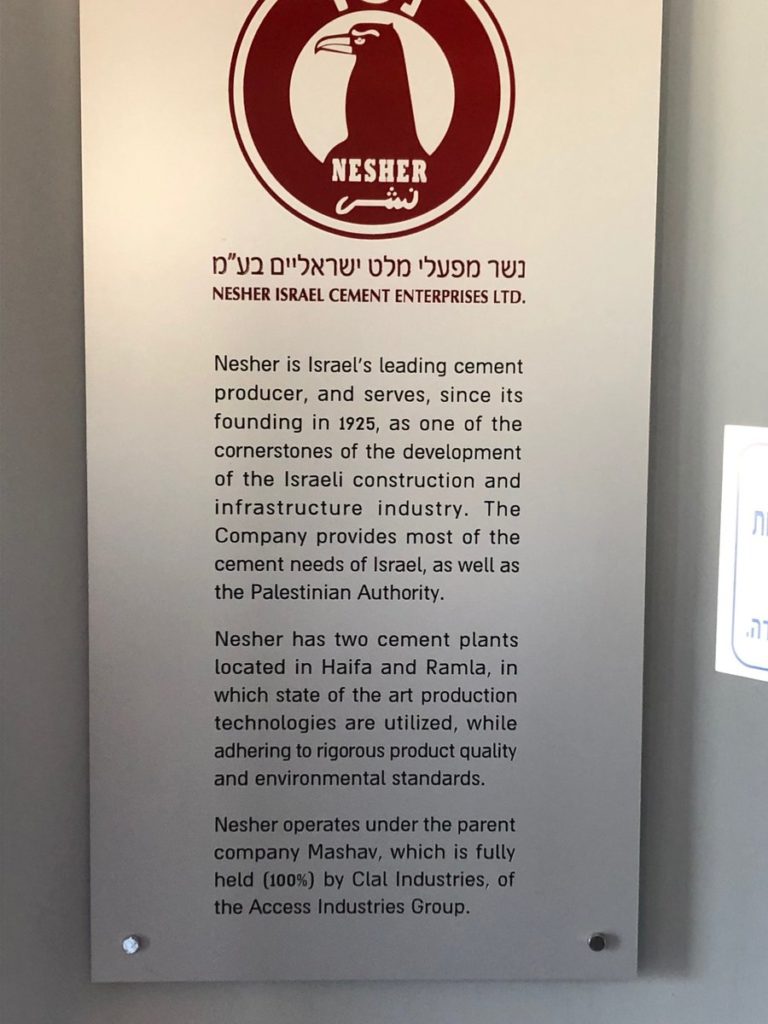 NESHER
نشر
נשר מפעלי מלט ישראליים בע"מ
NESHER ISRAEL CEMENT ENTERPRISES LTD.
Nesher is Israel's leading cement
producer, and serves, since its
founding in 1925, as one of the
cornerstones of the development
of the Israeli construction and
infrastructure industry. The
Company provides most of the
cement needs of Israel, as well as
the Palestinian Authority.
Nesher has two cement plants
located in Haifa and Ramla, in
which state of the art production
technologies are utilized, while
adhering to rigorous product quality
and environmental standards.
Nesher operates under the parent
company Mashav, which is fully
held (100%) by Clal Industries, of
the Access Industries Group.